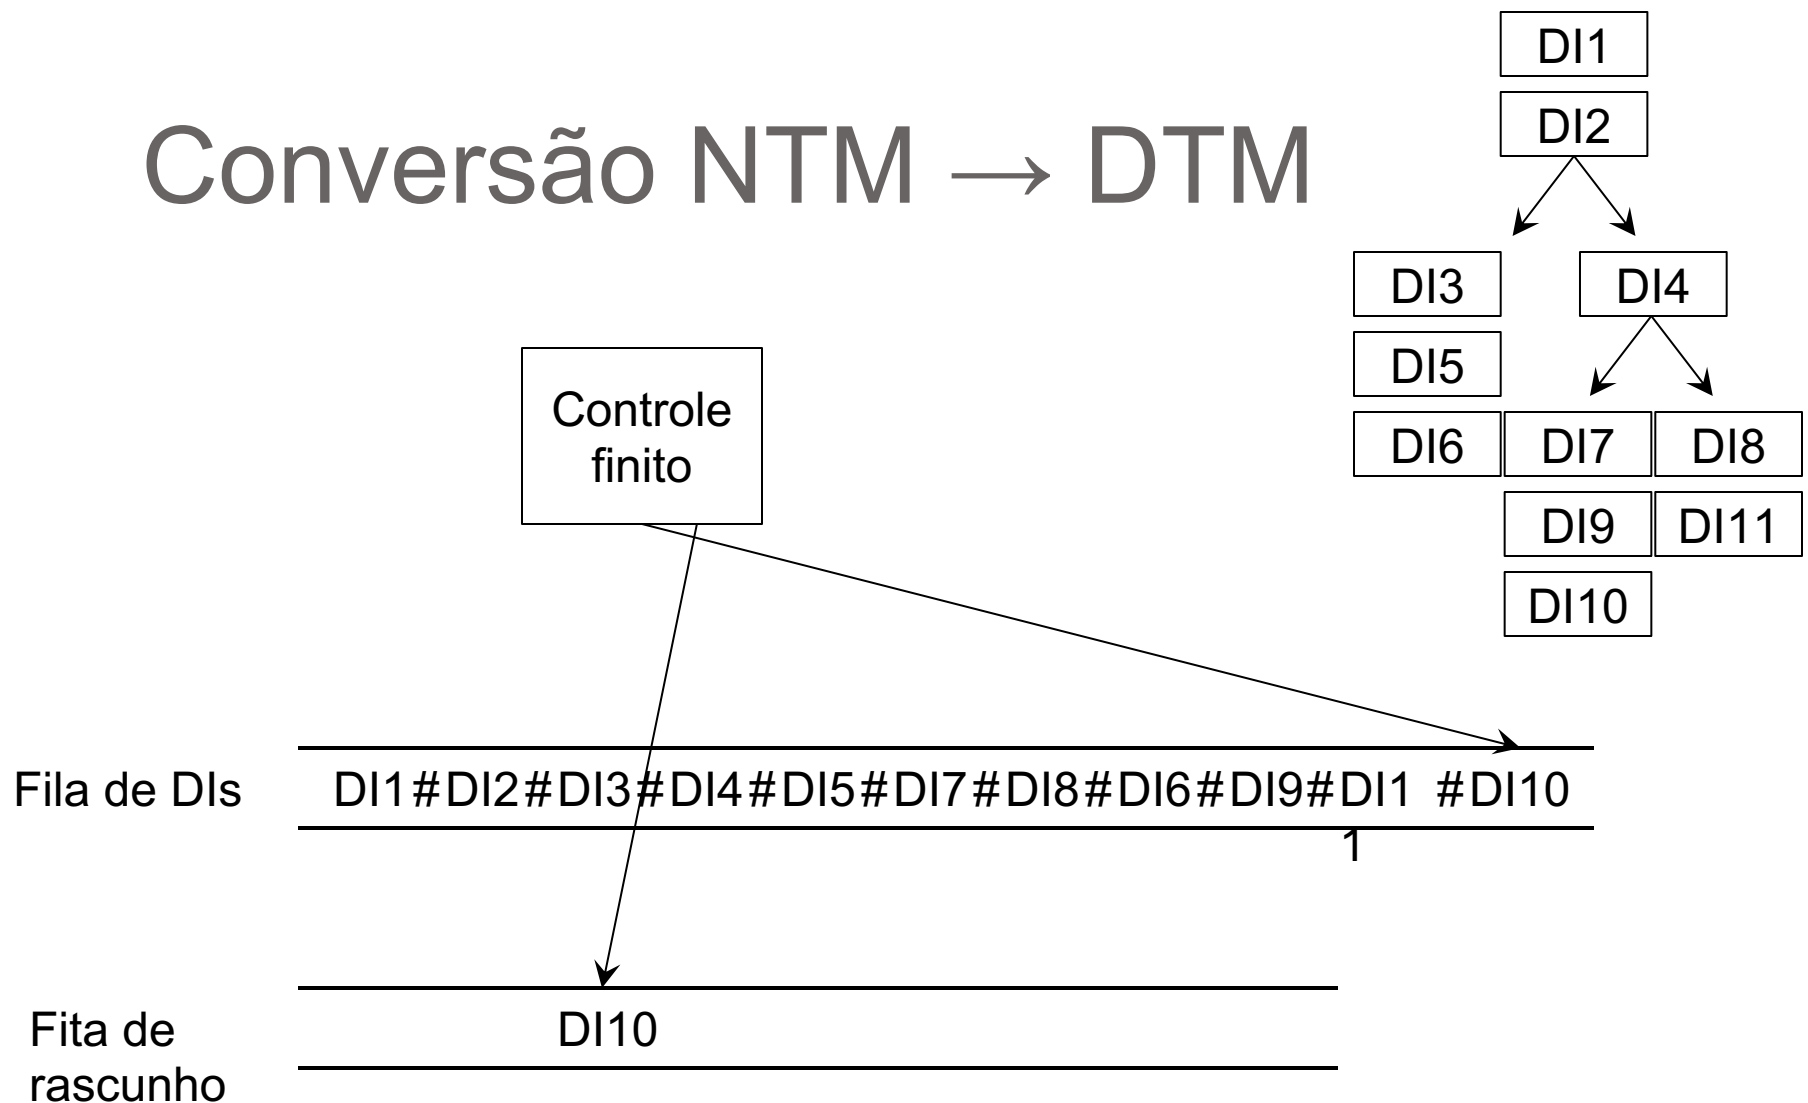 DI1
DI2
Conversão NTM → DTM
DI3 DI4
DI5
Controle
finito
DI6 DI7 DI8
DI9 DI11
DI10
Fila de DIs DI1#DI2#DI3#DI4#DI5#DI7#DI8#DI6#DI9#DI1 #DI10
1
Fita de DI10
rascunho